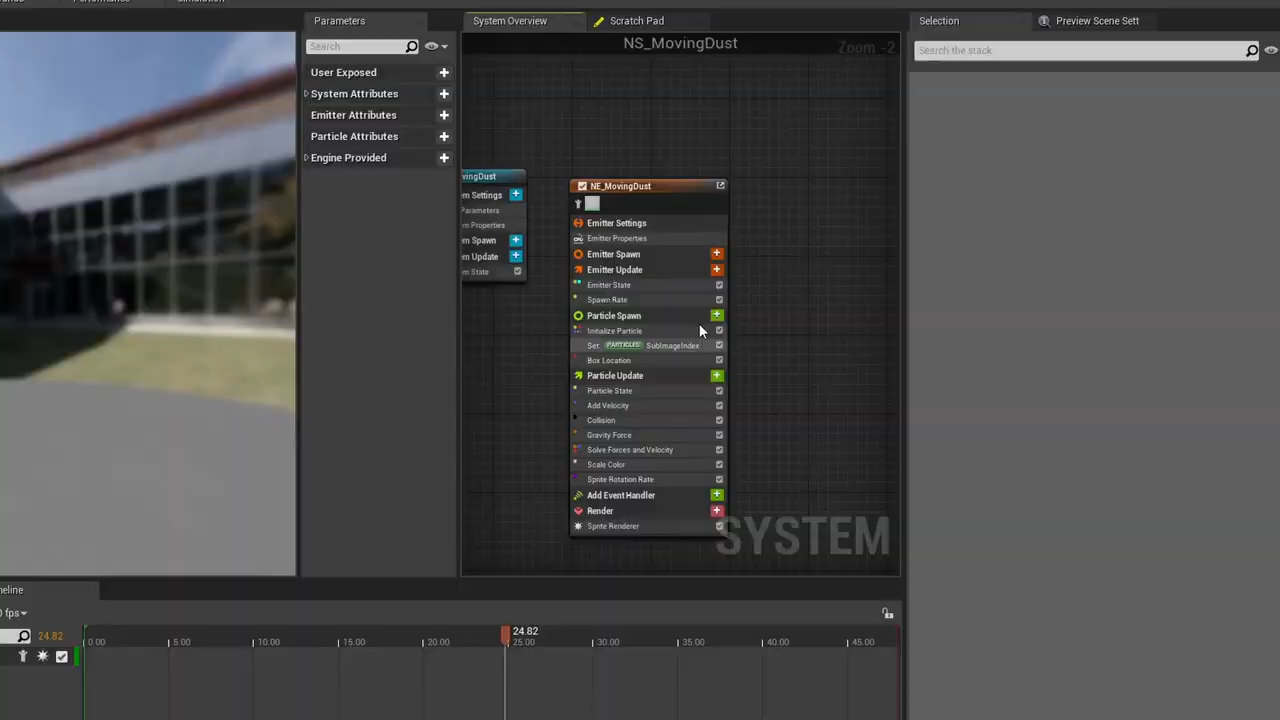 Parameters
System Overview
Scratch Pad
Selection
Preview Scene Sett
Search
NS_MovingDust
Zoom -2
Search the stack
User Exposed
System Attributes
Emitter Attributes
Particle Attributes
Engine Provided
vingDust
m Settings
Parameters
m Properties
m Spawn
m Update
m State
NE_MovingDust
Emitter Settings
Emitter Properties
Emitter Spawn
Emitter Update
Emitter State
Spawn Rate
Particle Spawn
Initialize Particle
Set: PARTICLES SubImageIndex
Box Location
Particle Update
Particle State
Add Velocity
Collision
Gravity Force
Solve Forces and Velocity
Scale Color
Sprite Rotation Rate
Add Event Handler
Render
Sprite Renderer
SYSTEM
meline
0 fps
24.82
24.82
0.00 5.00 10.00 15.00 20.00 25.00 30.00 35.00 40.00 45.00